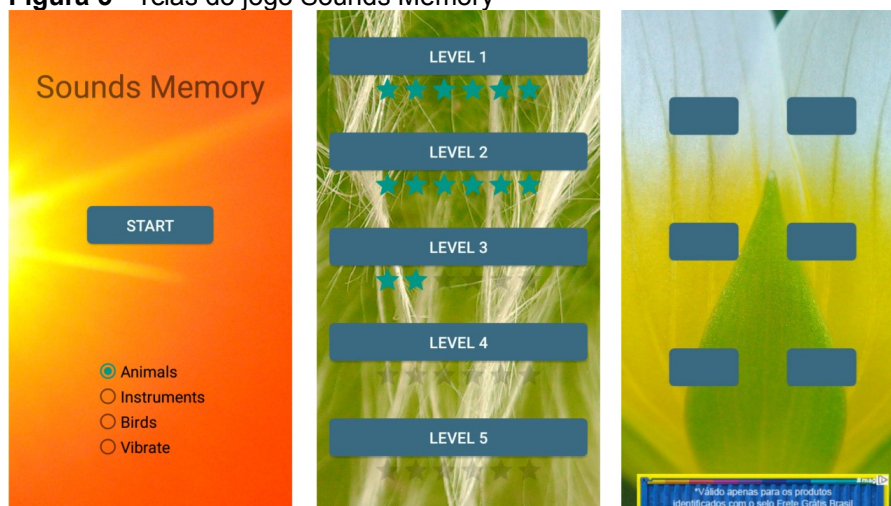 Figura 3 - Telas do jogo Sounds Memory
Sounds Memory
START
Animals
Instruments
Birds
Vibrate
LEVEL 1
LEVEL 2
LEVEL 3
LEVEL 4
LEVEL 5
*Válido apenas para os produtos
identificados com o selo Frete Grátis Brasil